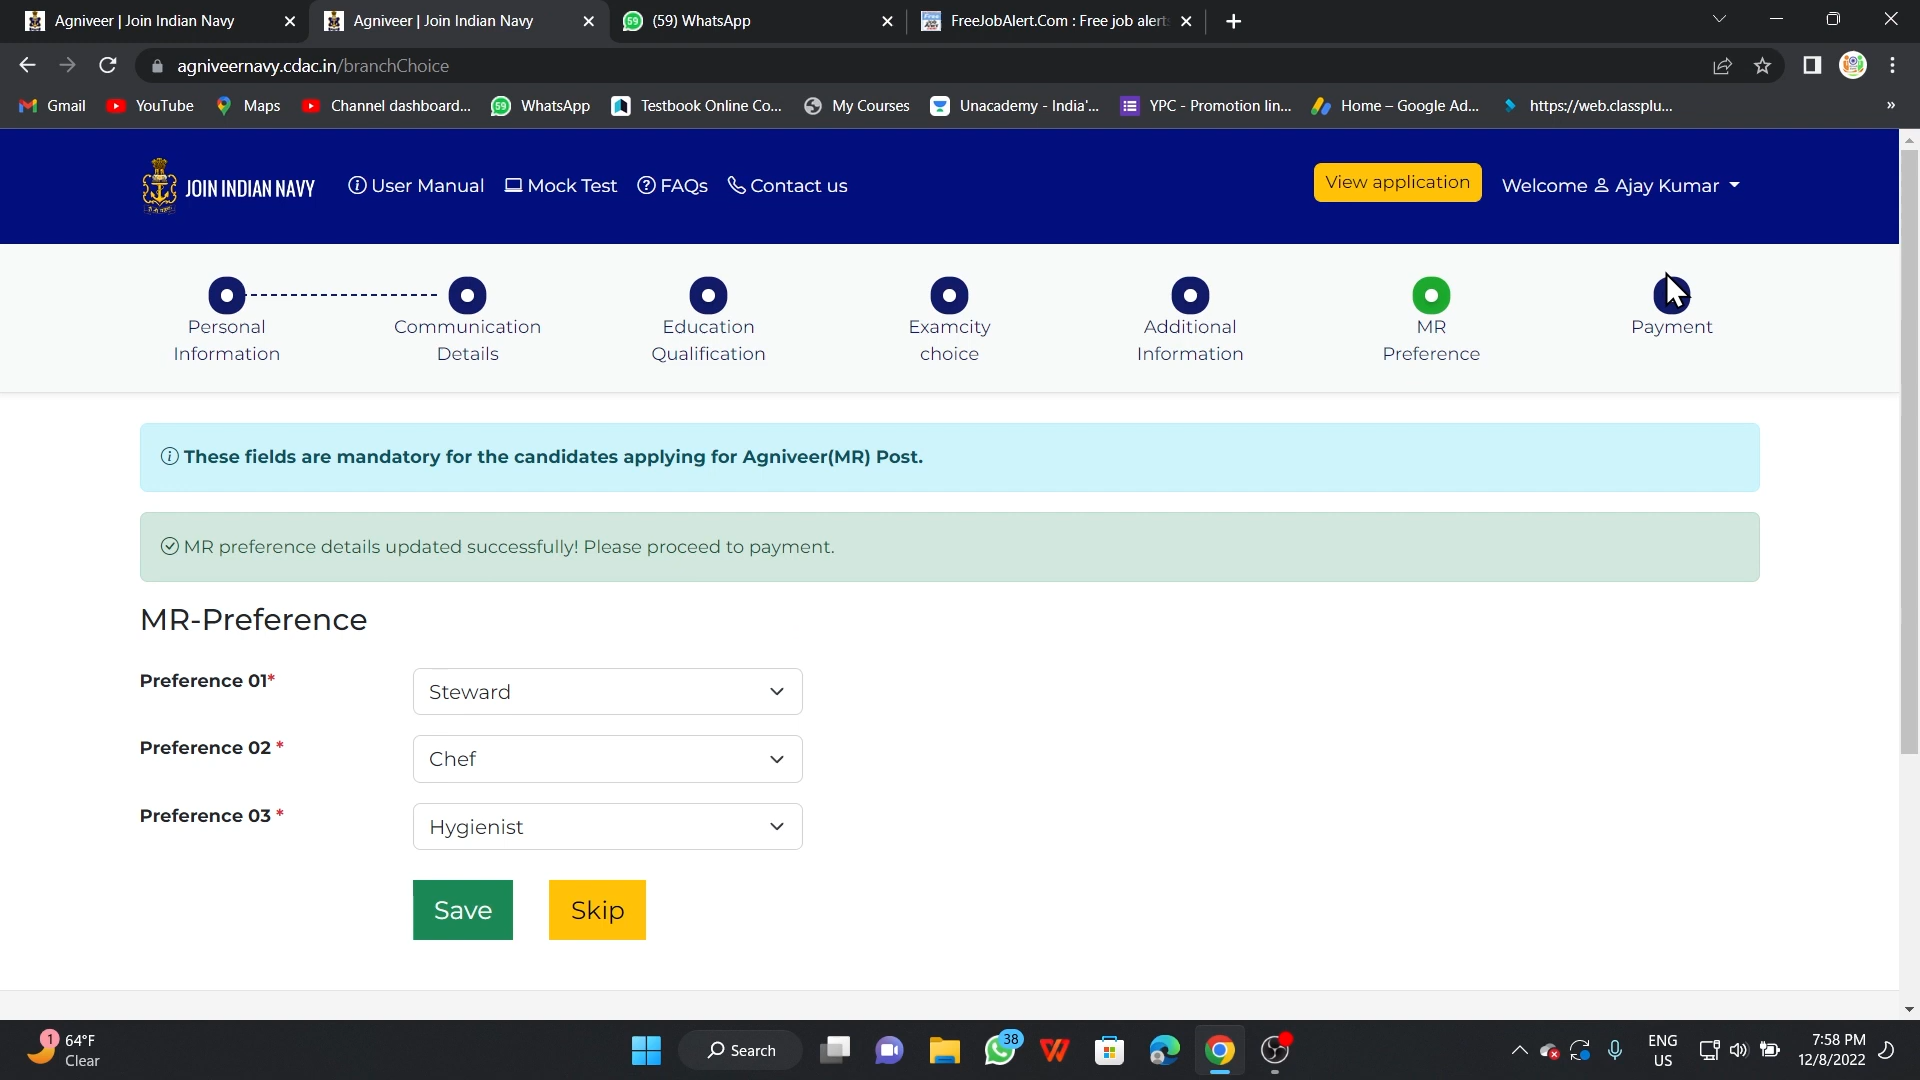 Agniveer | Join Indian Navy
Agniveer | Join Indian Navy
(59) WhatsApp
FreeJobAlert.Com : Free job alert
agniveernavy.cdac.in/branchChoice
Gmail
YouTube
Maps
Channel dashboard...
59
WhatsApp
Testbook Online Co...
My Courses
Unacademy - India'...
YPC - Promotion lin...
Home – Google Ad...
https://web.classplu...
»
JOIN INDIAN NAVY
User Manual
Mock Test
FAQs
Contact us
View application
Welcome Ajay Kumar
Personal
Information
Communication
Details
Education
Qualification
Examcity
choice
Additional
Information
MR
Preference
Payment
These fields are mandatory for the candidates applying for Agniveer(MR) Post.
MR preference details updated successfully! Please proceed to payment.
MR-Preference
Preference 01*
Steward
Preference 02 *
Chef
Preference 03 *
Hygienist
Save
Skip
1
64°F
Clear
Search
38
ENG
US
7:58 PM
12/8/2022